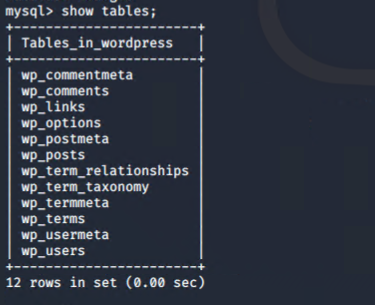 mysql> show tables;
+-----------------------+
| Tables_in_wordpress   |
+-----------------------+
| wp_commentmeta        |
| wp_comments           |
| wp_links              |
| wp_options            |
| wp_postmeta           |
| wp_posts              |
| wp_term_relationships |
| wp_term_taxonomy      |
| wp_termmeta           |
| wp_terms              |
| wp_usermeta           |
| wp_users              |
+-----------------------+
12 rows in set (0.00 sec)